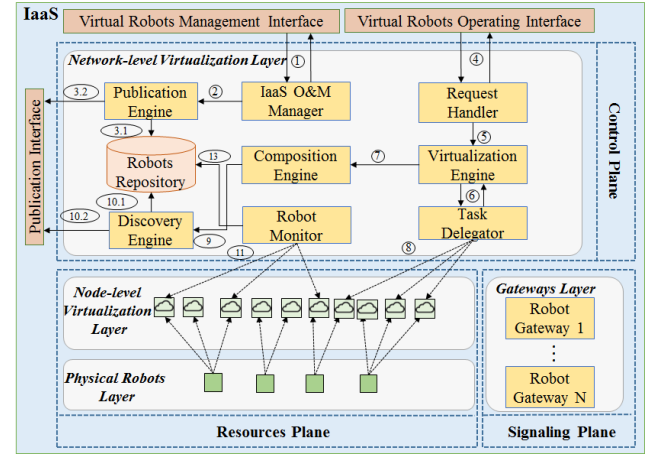 IaaS
Virtual Robots Management Interface
Virtual Robots Operating Interface
Network-level Virtualization Layer
1
4
3.2
Publication
Engine
2
IaaS O&M
Manager
Request
Handler
Control Plane
Publication Interface
3.1
5
Robots
Repository
13
Composition
Engine
7
Virtualization
Engine
10.1
6
10.2
Discovery
Engine
9
Robot
Monitor
Task
Delegator
11
8
Node-level
Virtualization
Layer
Gateways Layer
Robot
Gateway 1
Physical Robots
Layer
Robot
Gateway N
Resources Plane
Signaling Plane